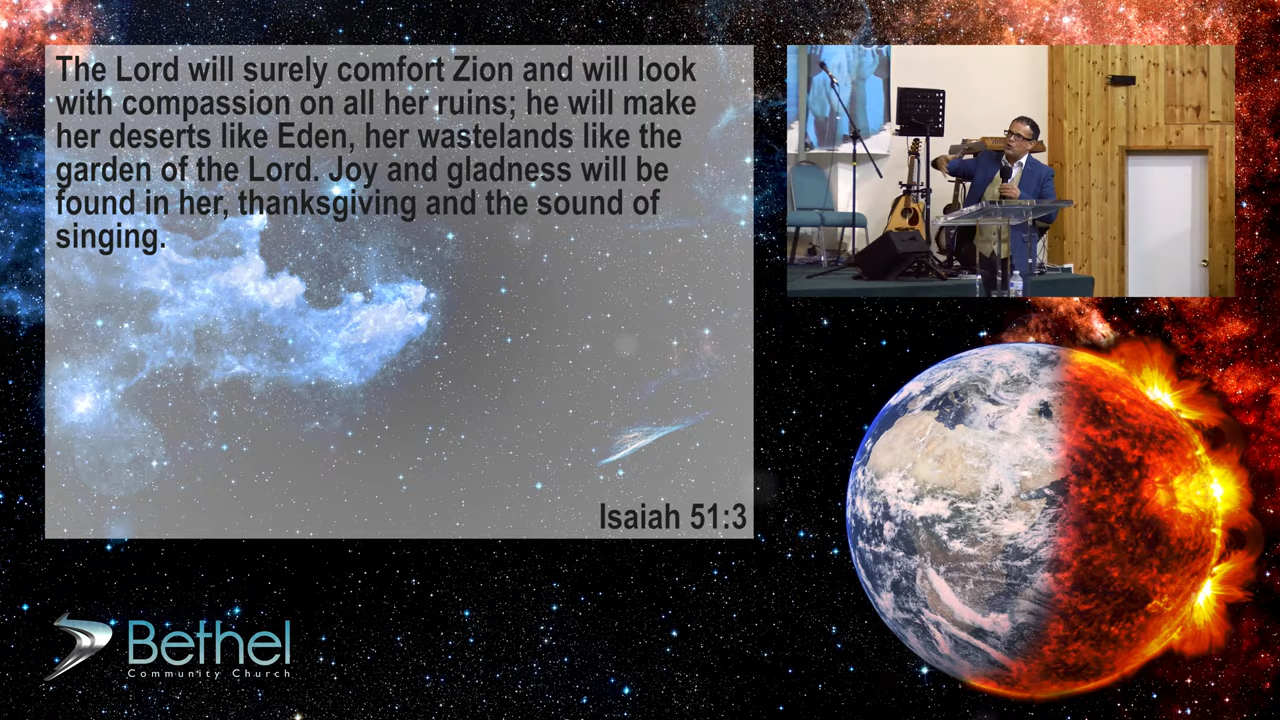 The Lord will surely comfort Zion and will look
with compassion on all her ruins; he will make
her deserts like Eden, her wastelands like the
garden of the Lord. Joy and gladness will be
found in her, thanksgiving and the sound of
singing.
Isaiah 51:3
Bethel
Community Church